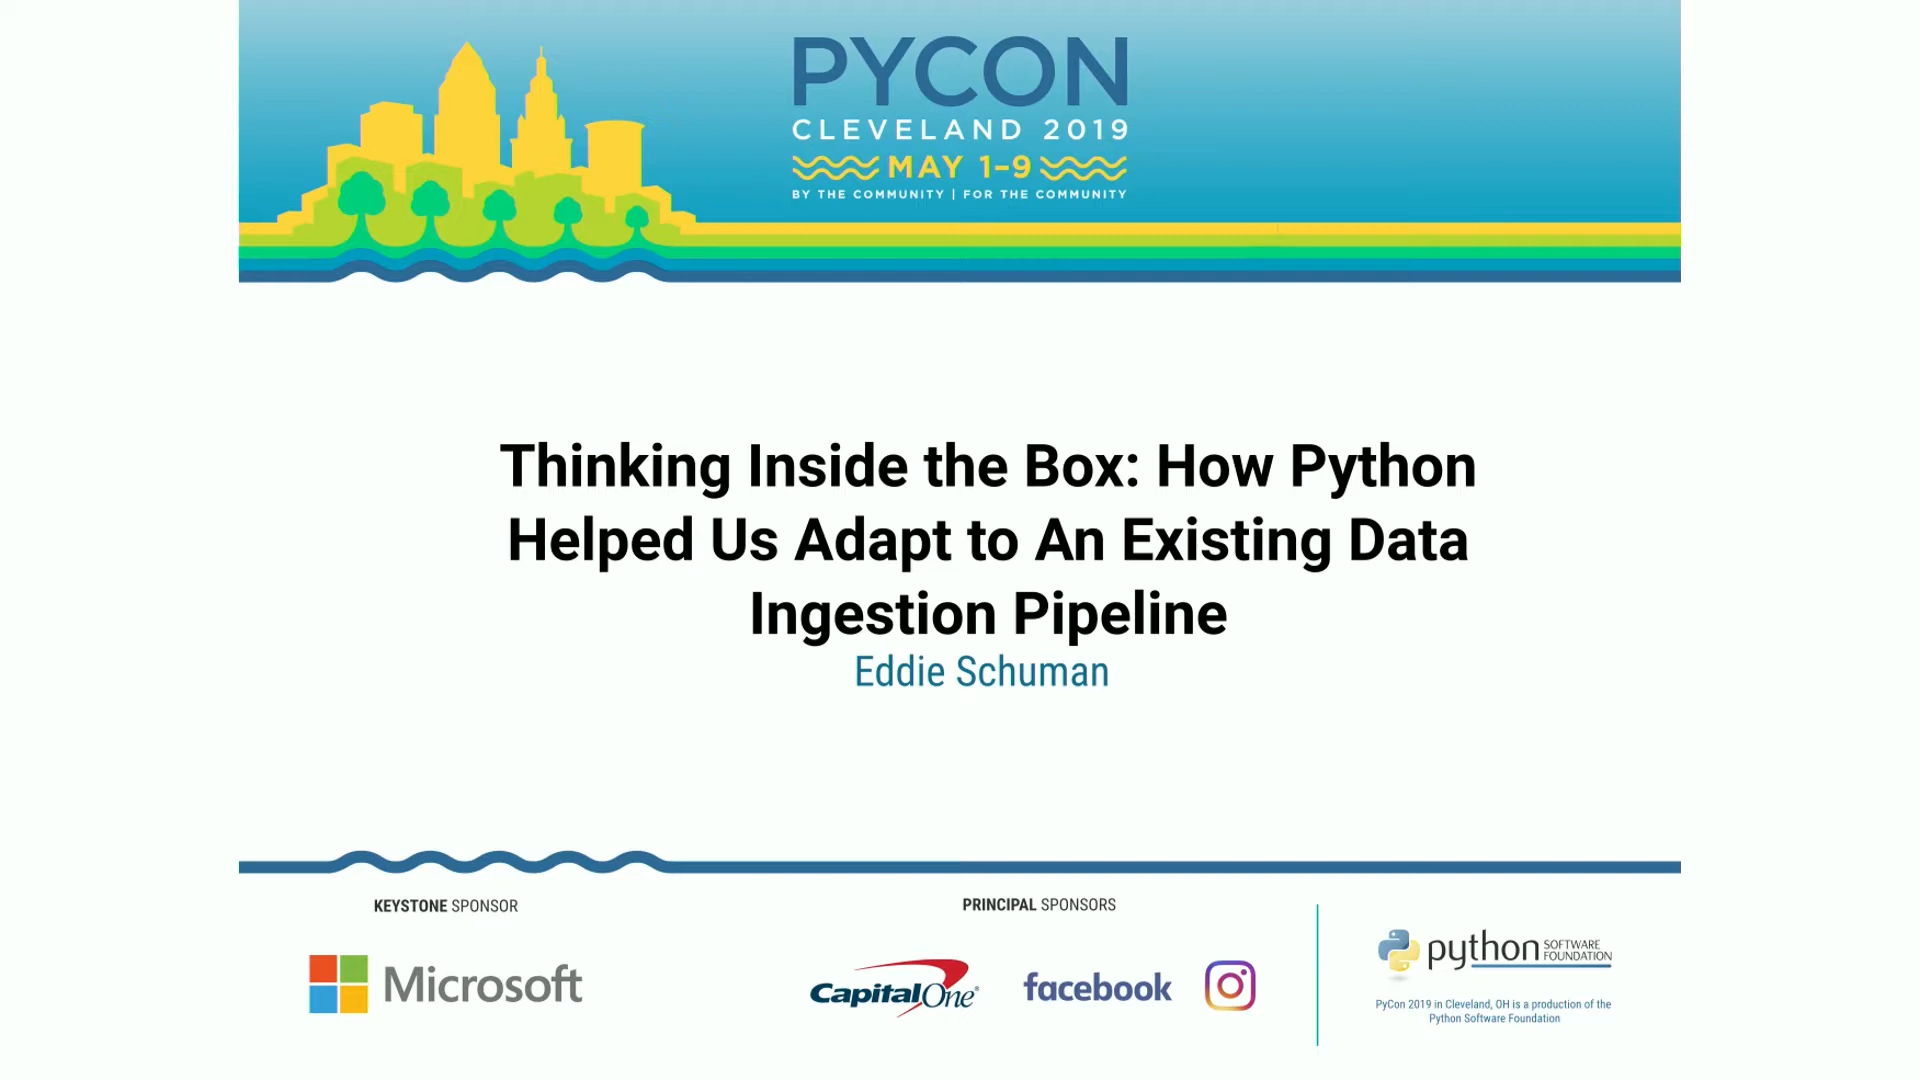 PYCON
CLEVELAND 2019
MAY 1–9
BY THE COMMUNITY | FOR THE COMMUNITY
Thinking Inside the Box: How Python
Helped Us Adapt to An Existing Data
Ingestion Pipeline
Eddie Schuman
KEYSTONE SPONSOR
PRINCIPAL SPONSORS
Microsoft
CapitalOne®
facebook
python SOFTWARE
FOUNDATION
PyCon 2019 in Cleveland, OH is a production of the
Python Software Foundation